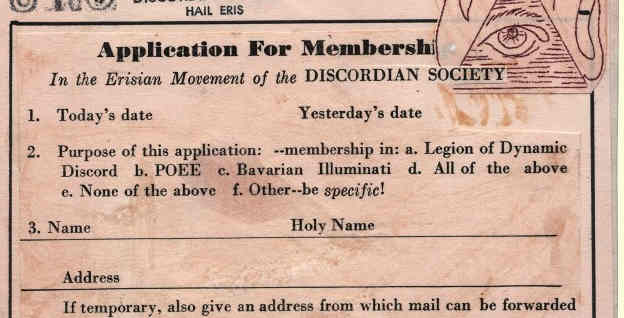 HAIL ERIS
Application For Membershi
In the Erisian Movement of the DISCORDIAN SOCIETY
1. Today's date Yesterday's date
2. Purpose of this application: --membership in: a. Legion of Dynamic
Discord b. POEE c. Bavarian Illuminati d. All of the above
e. None of the above f. Other--be specific!
3. Name Holy Name
Address
If temporary, also give an address from which mail can be forwarded